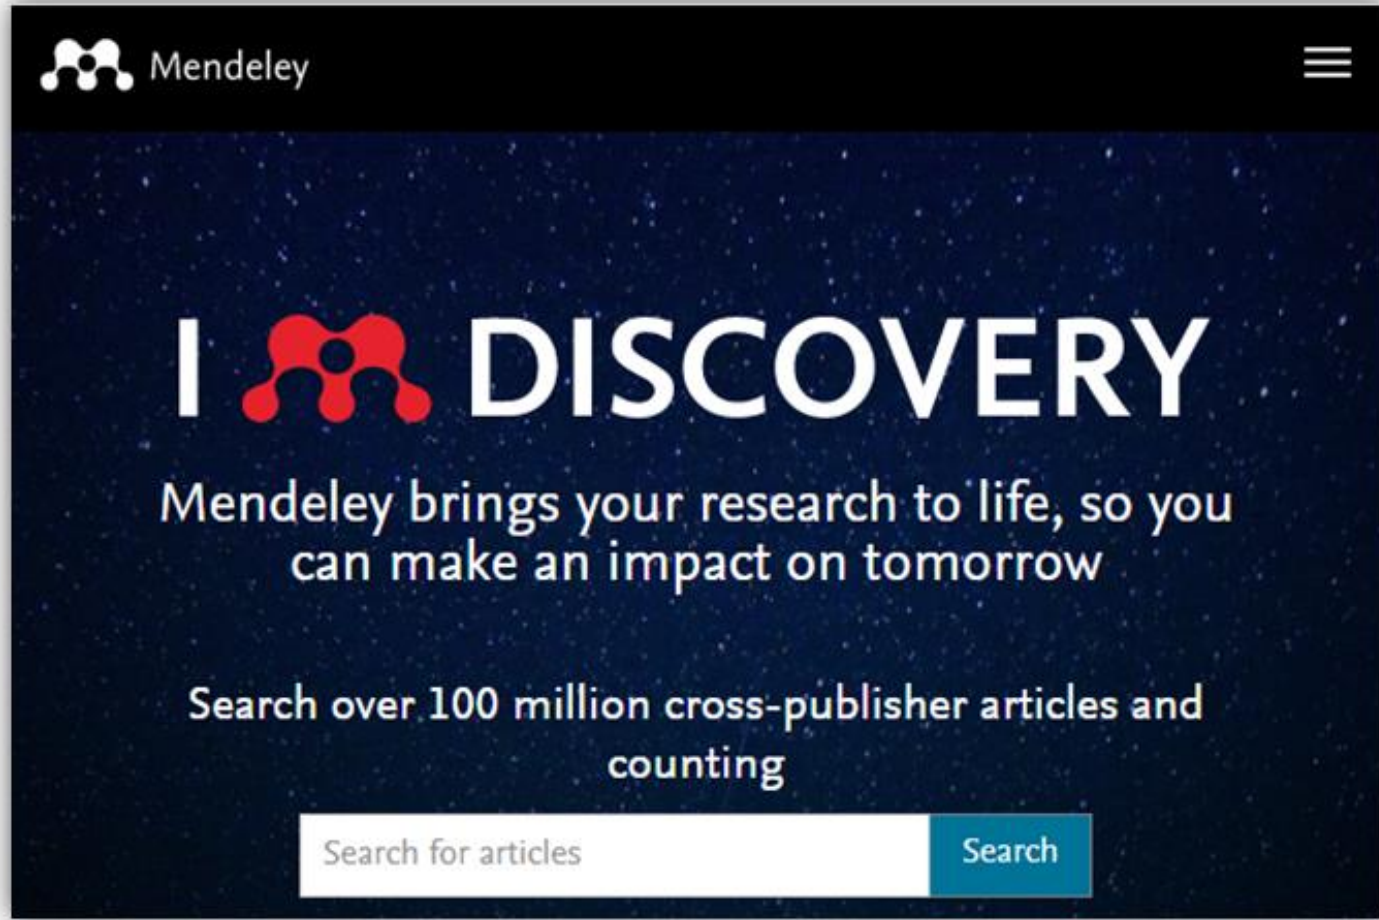 Mendeley
I DISCOVERY
Mendeley brings your research to life, so you
can make an impact on tomorrow
Search over 100 million cross-publisher articles and
counting
Search for articles
Search